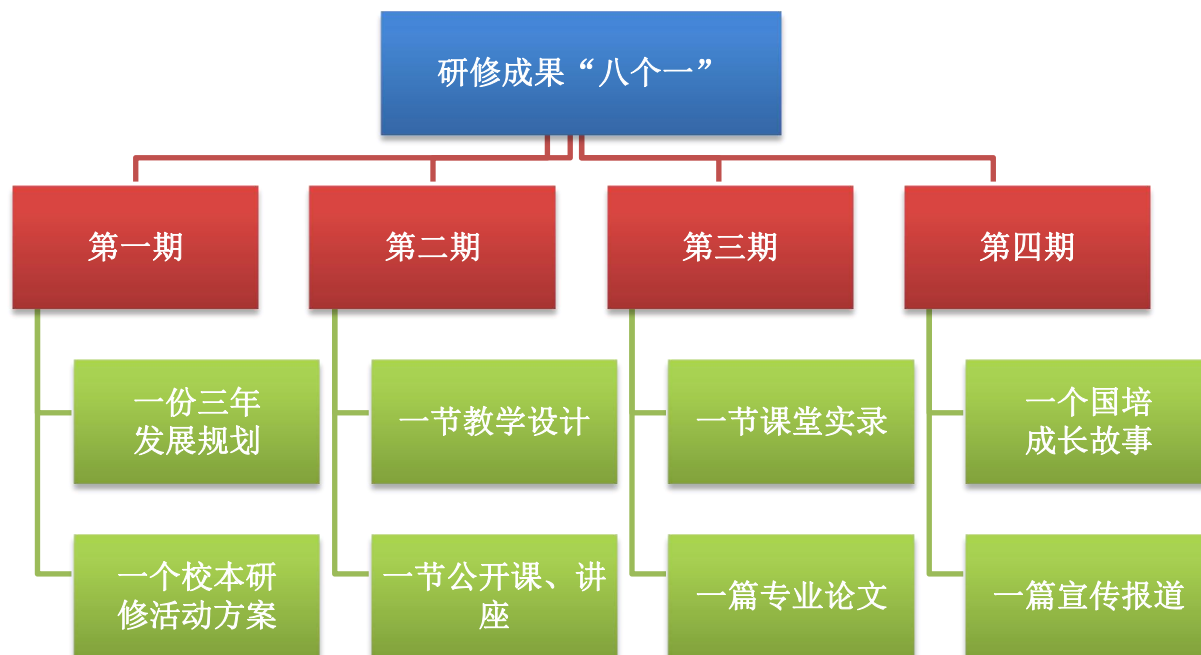 研修成果“八个一”
第一期
第二期
第三期
第四期
一份三年
发展规划
一节教学设计
一节课堂实录
一个国培
成长故事
一个校本研
修活动方案
一节公开课、讲
座
一篇专业论文
一篇宣传报道